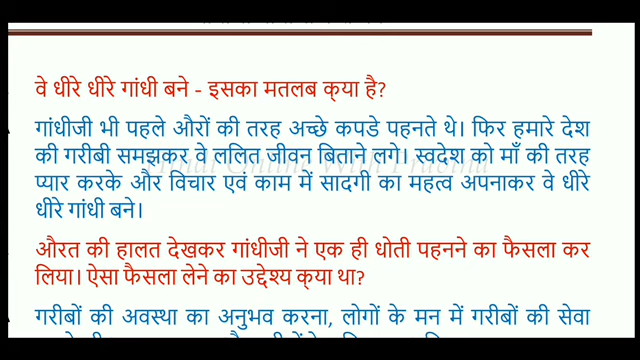 वे धीरे धीरे गांधी बने - इसका मतलब क्या है?
गांधीजी भी पहले औरों की तरह अच्छे कपडे पहनते थे। फिर हमारे देश
की गरीबी समझकर वे ललित जीवन बिताने लगे। स्वदेश को माँ की तरह
प्यार करके और विचार एवं काम में सादगी का महत्व अपनाकर वे धीरे
धीरे गांधी बने।
औरत की हालत देखकर गांधीजी ने एक ही धोती पहनने का फैसला कर
लिया। ऐसा फैसला लेने का उद्देश्य क्या था?
गरीबों की अवस्था का अनुभव करना, लोगों के मन में गरीबों की सेवा